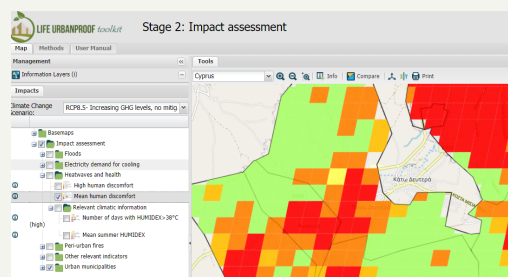 LIFE URBANPROOF toolkit
Stage 2: Impact assessment
Map Methods User Manual
Management
Information Layers (i)
Impacts
Climate Change Scenario:
RCP8.5- Increasing GHG levels, no mitig
Basemaps
Impact assessment
Floods
Electricity demand for cooling
Heatwaves and health
High human discomfort
Mean human discomfort
Relevant climatic information
Number of days with HUMIDEX>38°C
(high)
Mean summer HUMIDEX
Peri-urban fires
Other relevant indicators
Urban municipalities
Tools
Cyprus
Info Compare Print
Κάτω Δευτερά